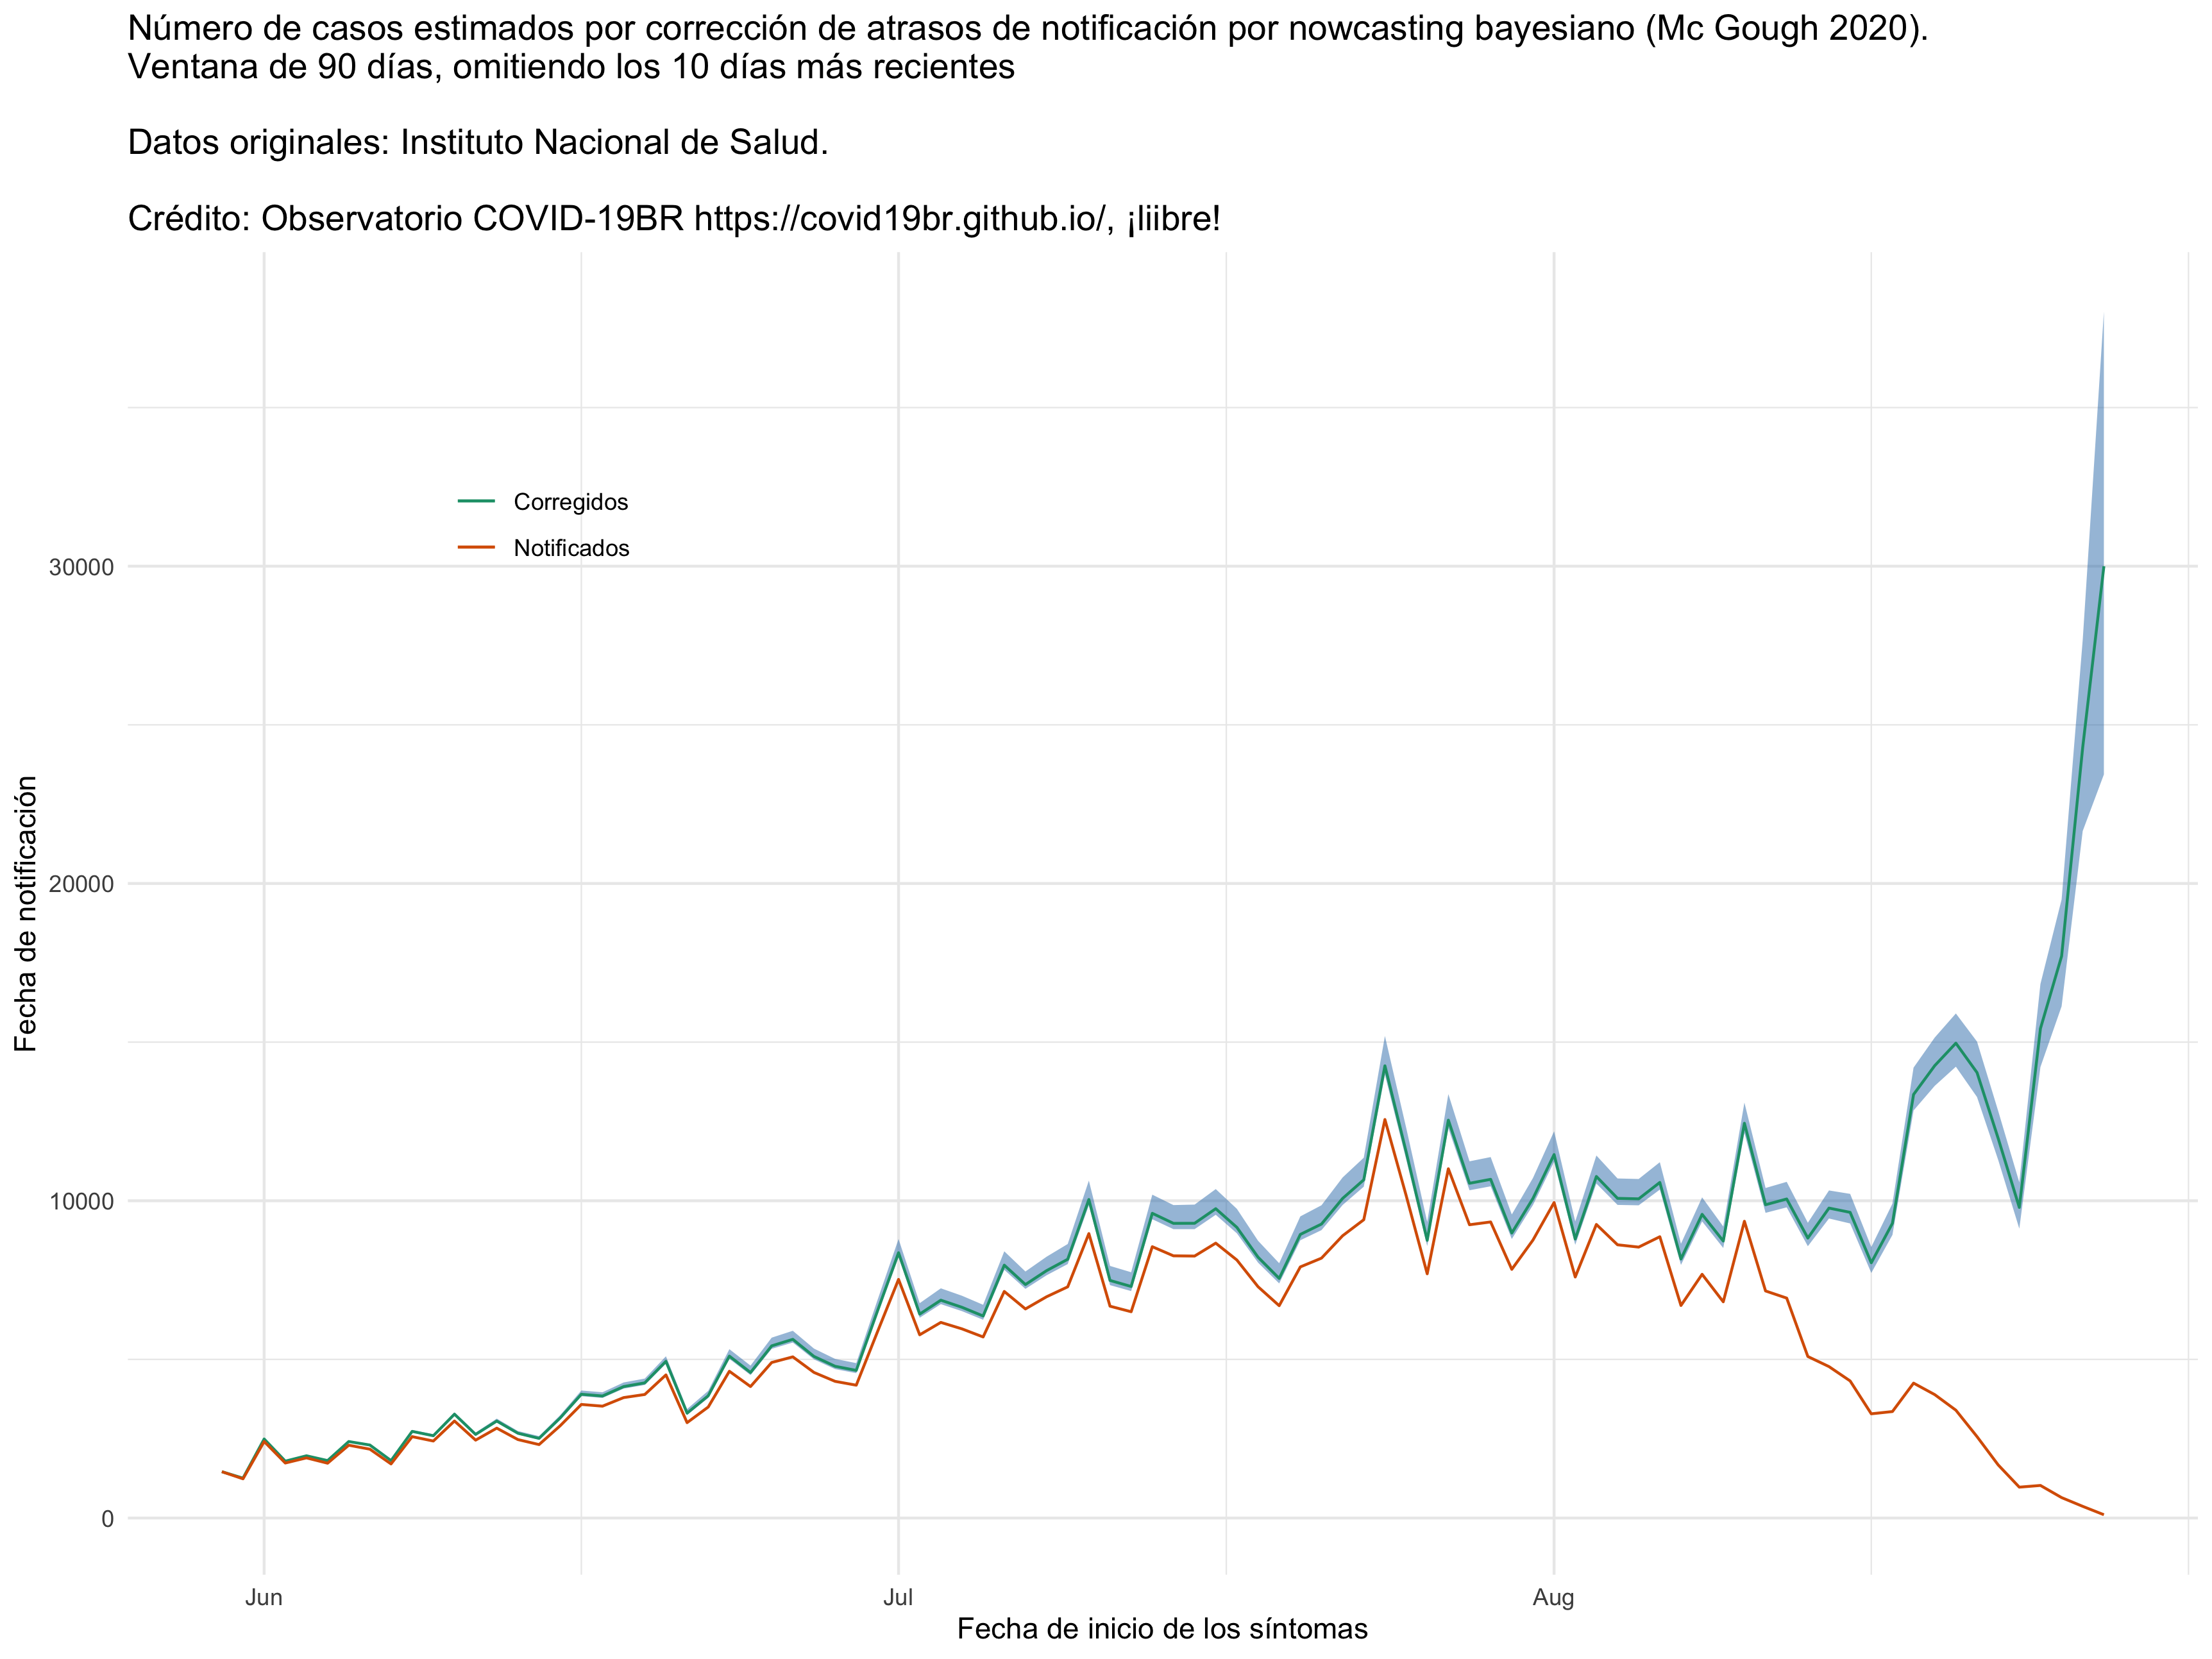 Número de casos estimados por corrección de atrasos de notificación por nowcasting bayesiano (Mc Gough 2020).
Ventana de 90 días, omitiendo los 10 días más recientes
Datos originales: Instituto Nacional de Salud.
Crédito: Observatorio COVID-19BR https://covid19br.github.io/, ¡liibre!
Corregidos
Notificados
30000
20000
10000
0
Fecha de notificación
Jun
Jul
Aug
Fecha de inicio de los síntomas